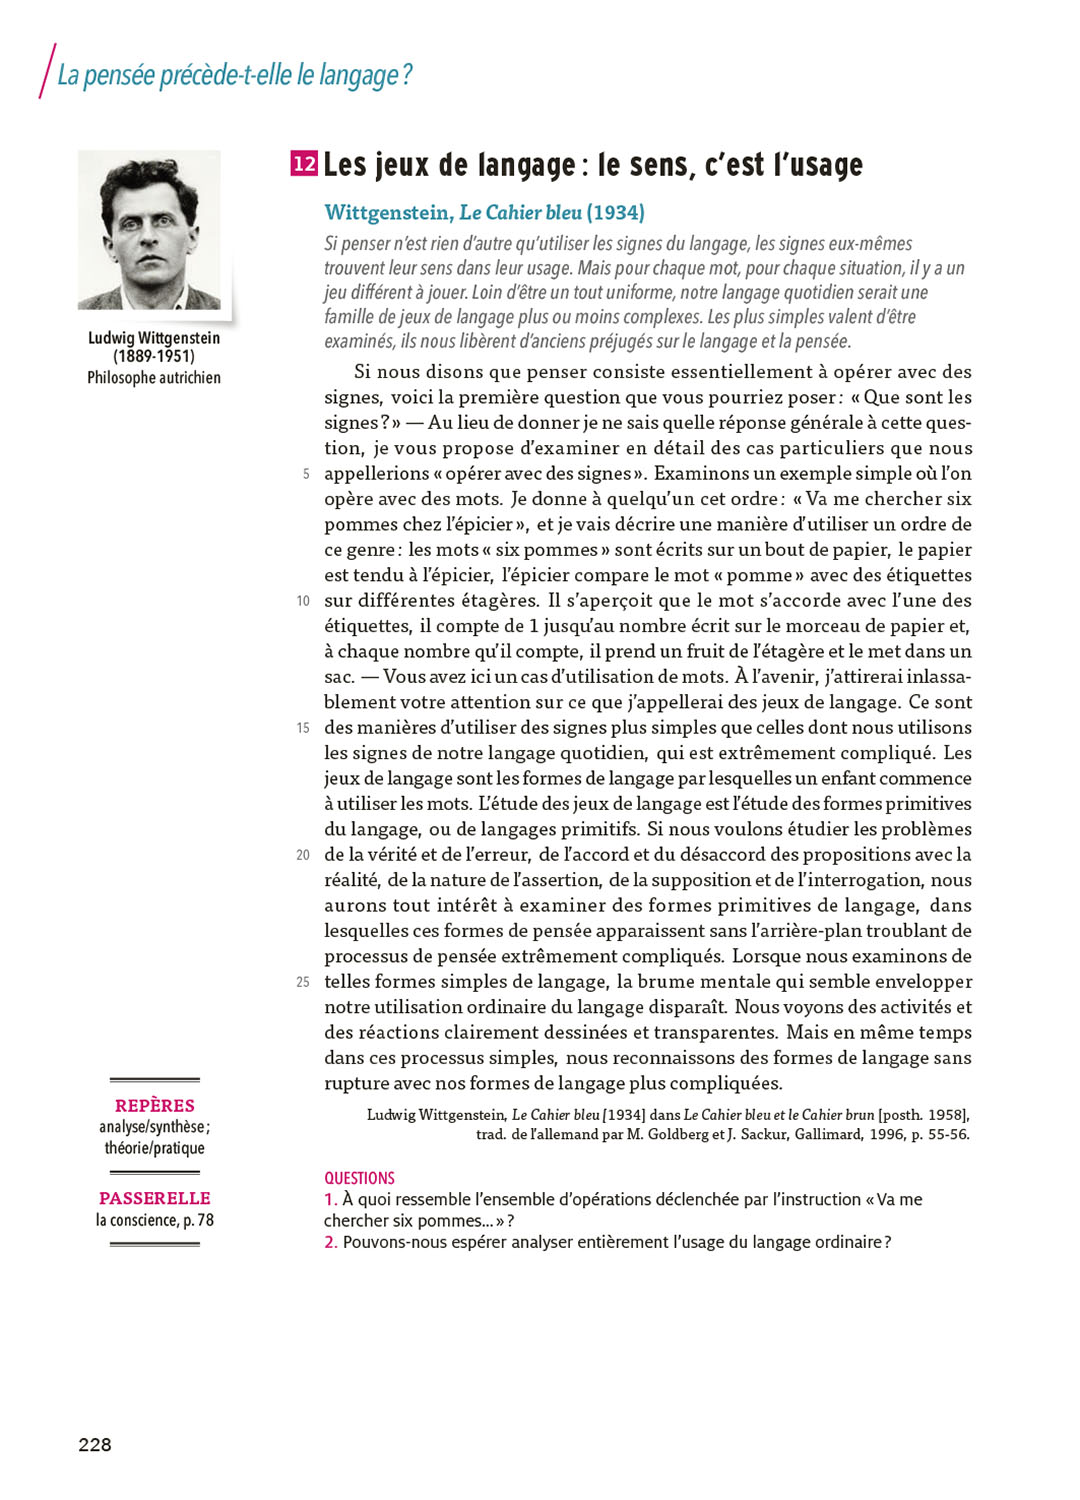 La pensée précède-t-elle le langage ?
Ludwig Wittgenstein
(1889-1951)
Philosophe autrichien
12 Les jeux de langage : le sens, c’est l’usage
Wittgenstein, Le Cahier bleu (1934)
Si penser n’est rien d’autre qu’utiliser les signes du langage, les signes eux-mêmes
trouvent leur sens dans leur usage. Mais pour chaque mot, pour chaque situation, il y a un
jeu différent à jouer. Loin d’être un tout uniforme, notre langage quotidien serait une
famille de jeux de langage plus ou moins complexes. Les plus simples valent d’être
examinés, ils nous libèrent d’anciens préjugés sur le langage et la pensée.
Si nous disons que penser consiste essentiellement à opérer avec des
signes, voici la première question que vous pourriez poser : « Que sont les
signes ? » — Au lieu de donner je ne sais quelle réponse générale à cette ques-
tion, je vous propose d’examiner en détail des cas particuliers que nous
5 appellerions « opérer avec des signes ». Examinons un exemple simple où l’on
opère avec des mots. Je donne à quelqu’un cet ordre : « Va me chercher six
pommes chez l’épicier », et je vais décrire une manière d’utiliser un ordre de
ce genre : les mots « six pommes » sont écrits sur un bout de papier, le papier
est tendu à l’épicier, l’épicier compare le mot « pomme » avec des étiquettes
10 sur différentes étagères. Il s’aperçoit que le mot s’accorde avec l’une des
étiquettes, il compte de 1 jusqu’au nombre écrit sur le morceau de papier et,
à chaque nombre qu’il compte, il prend un fruit de l’étagère et le met dans un
sac. — Vous avez ici un cas d’utilisation de mots. À l’avenir, j’attirerai inlassa-
blement votre attention sur ce que j’appellerai des jeux de langage. Ce sont
15 des manières d’utiliser des signes plus simples que celles dont nous utilisons
les signes de notre langage quotidien, qui est extrêmement compliqué. Les
jeux de langage sont les formes de langage par lesquelles un enfant commence
à utiliser les mots. L’étude des jeux de langage est l’étude des formes primitives
du langage, ou de langages primitifs. Si nous voulons étudier les problèmes
20 de la vérité et de l’erreur, de l’accord et du désaccord des propositions avec la
réalité, de la nature de l’assertion, de la supposition et de l’interrogation, nous
aurons tout intérêt à examiner des formes primitives de langage, dans
lesquelles ces formes de pensée apparaissent sans l’arrière-plan troublant de
processus de pensée extrêmement compliqués. Lorsque nous examinons de
25 telles formes simples de langage, la brume mentale qui semble envelopper
notre utilisation ordinaire du langage disparaît. Nous voyons des activités et
des réactions clairement dessinées et transparentes. Mais en même temps
dans ces processus simples, nous reconnaissons des formes de langage sans
rupture avec nos formes de langage plus compliquées.
Ludwig Wittgenstein, Le Cahier bleu [1934] dans Le Cahier bleu et le Cahier brun [posth. 1958],
trad. de l’allemand par M. Goldberg et J. Sackur, Gallimard, 1996, p. 55-56.
REPÈRES
analyse/synthèse ;
théorie/pratique
PASSERELLE
la conscience, p. 78
QUESTIONS
1. À quoi ressemble l’ensemble d’opérations déclenchée par l’instruction « Va me
chercher six pommes... » ?
2. Pouvons-nous espérer analyser entièrement l’usage du langage ordinaire ?
228